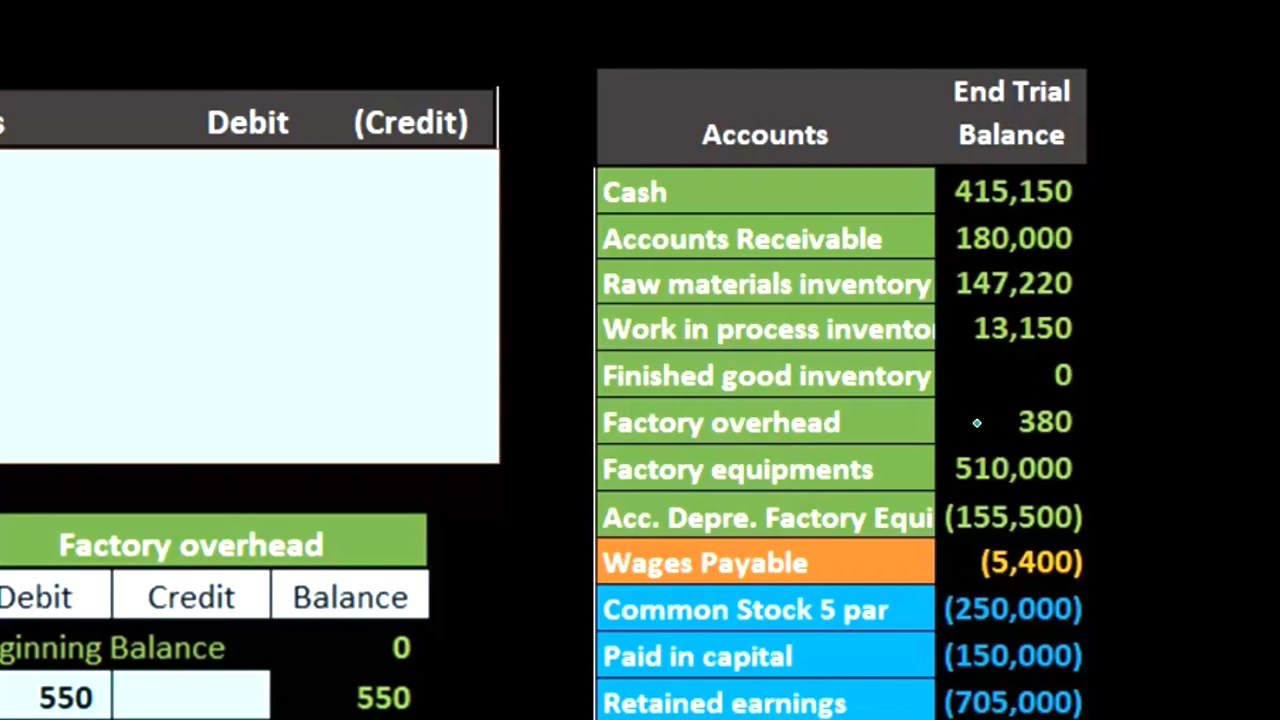 s Debit (Credit)
Accounts End Trial Balance
Cash 415,150
Accounts Receivable 180,000
Raw materials inventory 147,220
Work in process invento 13,150
Finished good inventory 0
Factory overhead 380
Factory equipments 510,000
Acc. Depre. Factory Equi (155,500)
Wages Payable (5,400)
Common Stock 5 par (250,000)
Paid in capital (150,000)
Retained earnings (705,000)
Factory overhead
Debit Credit Balance
ginning Balance 0
550 550